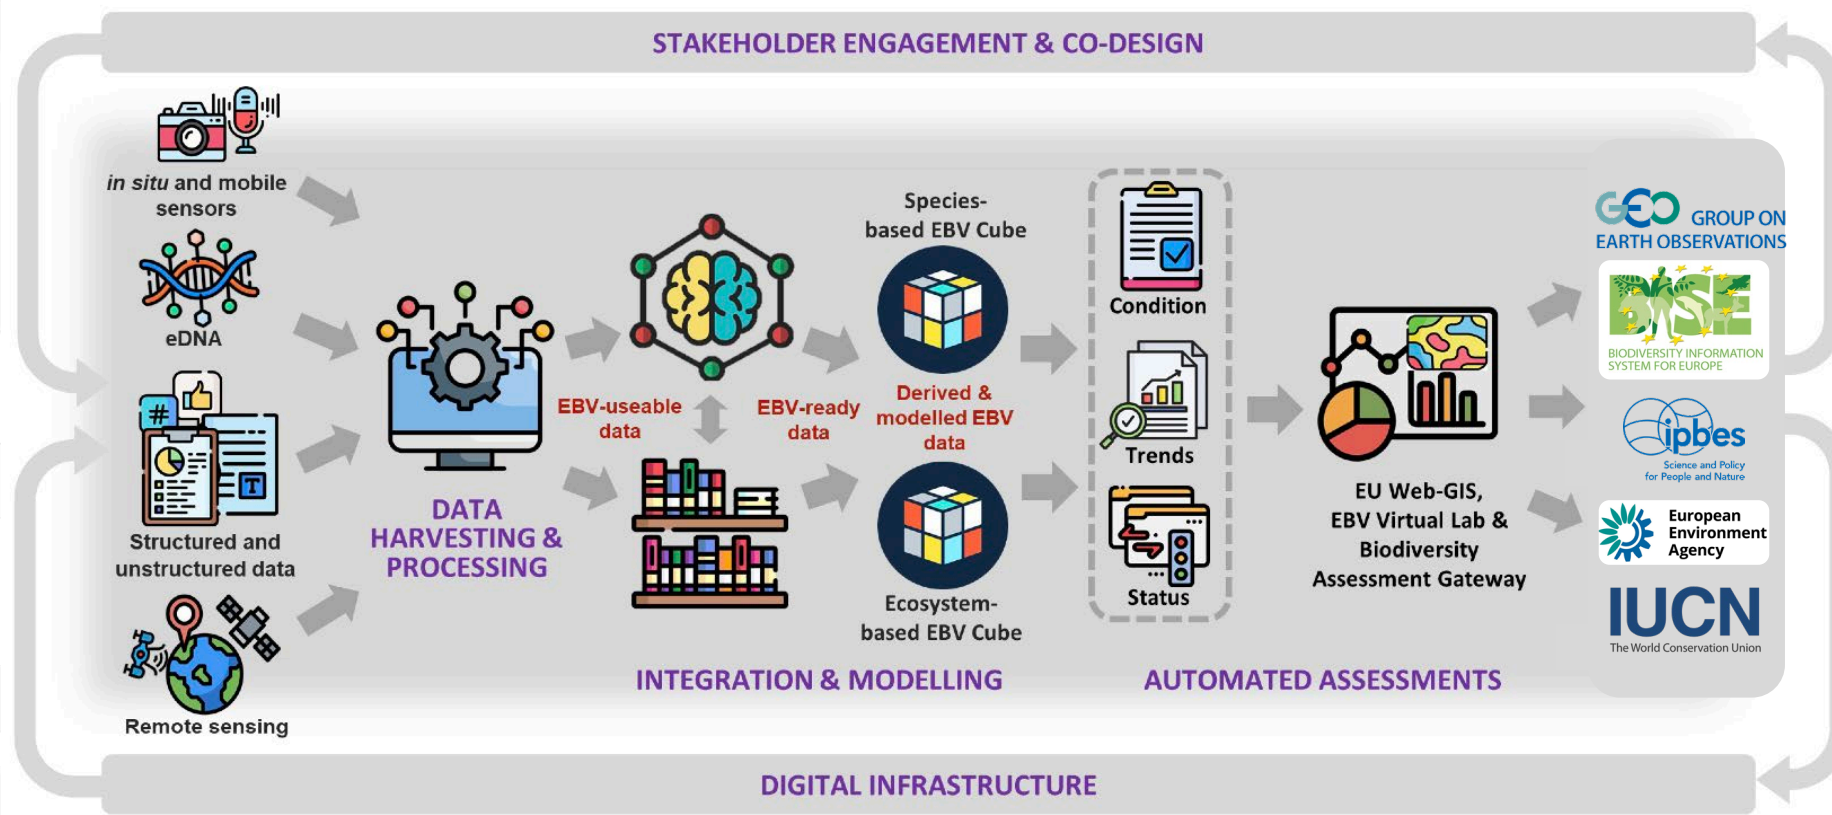 STAKEHOLDER ENGAGEMENT & CO-DESIGN
in situ and mobile
sensors
eDNA
#
T
Structured and
unstructured data
Remote sensing
DATA
HARVESTING &
PROCESSING
EBV-useable
data
EBV-ready
data
Species-
based EBV Cube
Derived &
modelled EBV
data
Ecosystem-
based EBV Cube
INTEGRATION & MODELLING
Condition
Trends
Status
AUTOMATED ASSESSMENTS
EU Web-GIS,
EBV Virtual Lab &
Biodiversity
Assessment Gateway
GEO GROUP ON
EARTH OBSERVATIONS
BISE
BIODIVERSITY INFORMATION
SYSTEM FOR EUROPE
ipbes
Science and Policy
for People and Nature
European
Environment
Agency
IUCN
The World Conservation Union
DIGITAL INFRASTRUCTURE